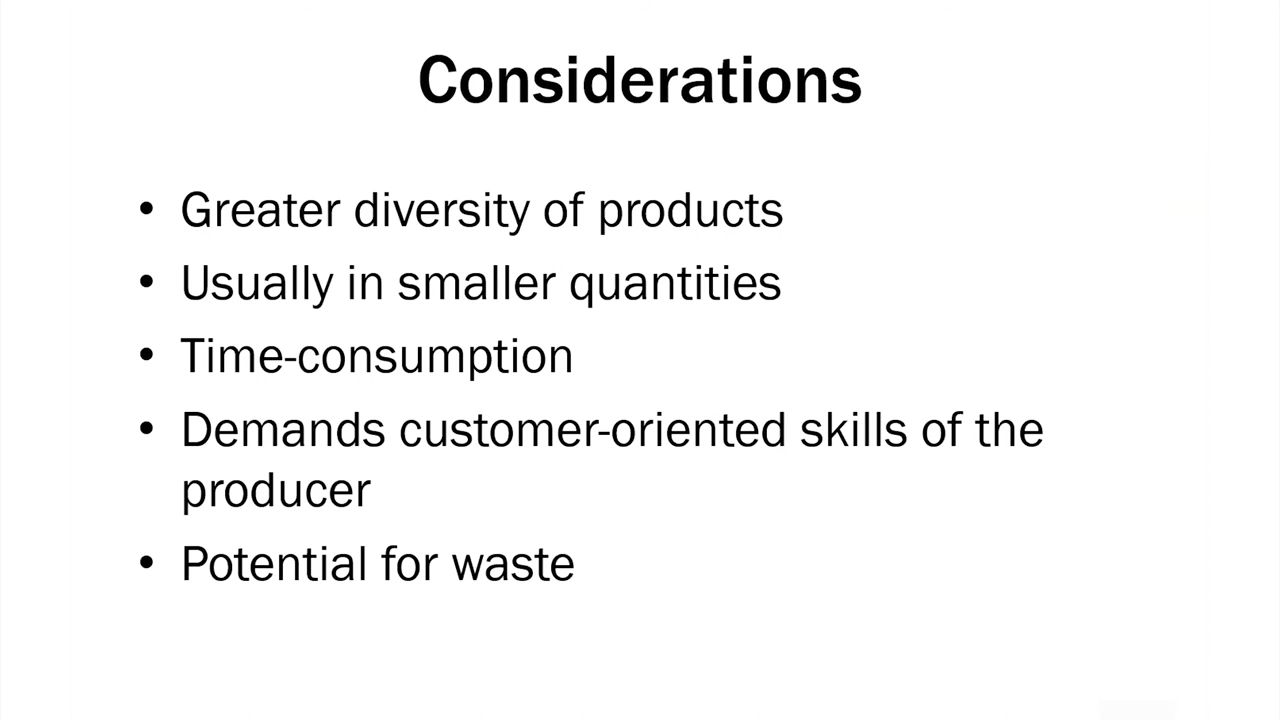 Considerations
• Greater diversity of products
• Usually in smaller quantities
• Time-consumption
• Demands customer-oriented skills of the
producer
• Potential for waste